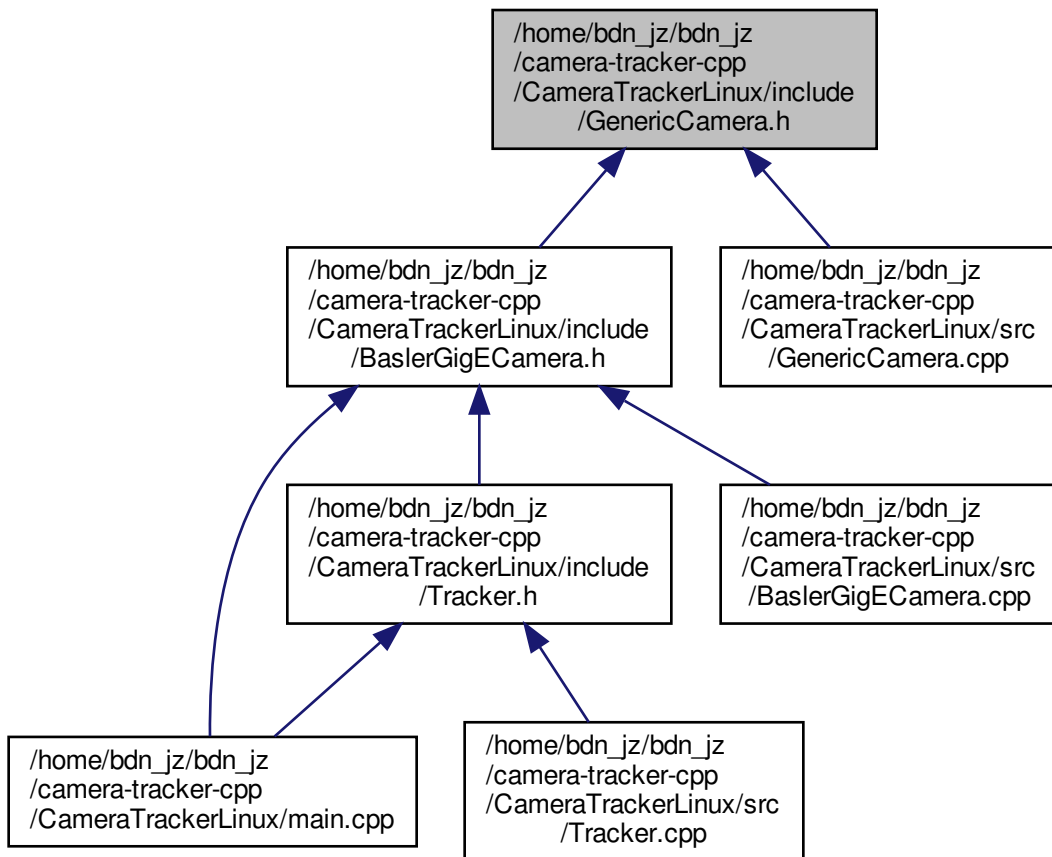 /home/bdn_jz/bdn_jz
/camera-tracker-cpp
/CameraTrackerLinux/include
/GenericCamera.h
/home/bdn_jz/bdn_jz
/camera-tracker-cpp
/CameraTrackerLinux/include
/BaslerGigECamera.h
/home/bdn_jz/bdn_jz
/camera-tracker-cpp
/CameraTrackerLinux/src
/GenericCamera.cpp
/home/bdn_jz/bdn_jz
/camera-tracker-cpp
/CameraTrackerLinux/include
/Tracker.h
/home/bdn_jz/bdn_jz
/camera-tracker-cpp
/CameraTrackerLinux/src
/BaslerGigECamera.cpp
/home/bdn_jz/bdn_jz
/camera-tracker-cpp
/CameraTrackerLinux/main.cpp
/home/bdn_jz/bdn_jz
/camera-tracker-cpp
/CameraTrackerLinux/src
/Tracker.cpp